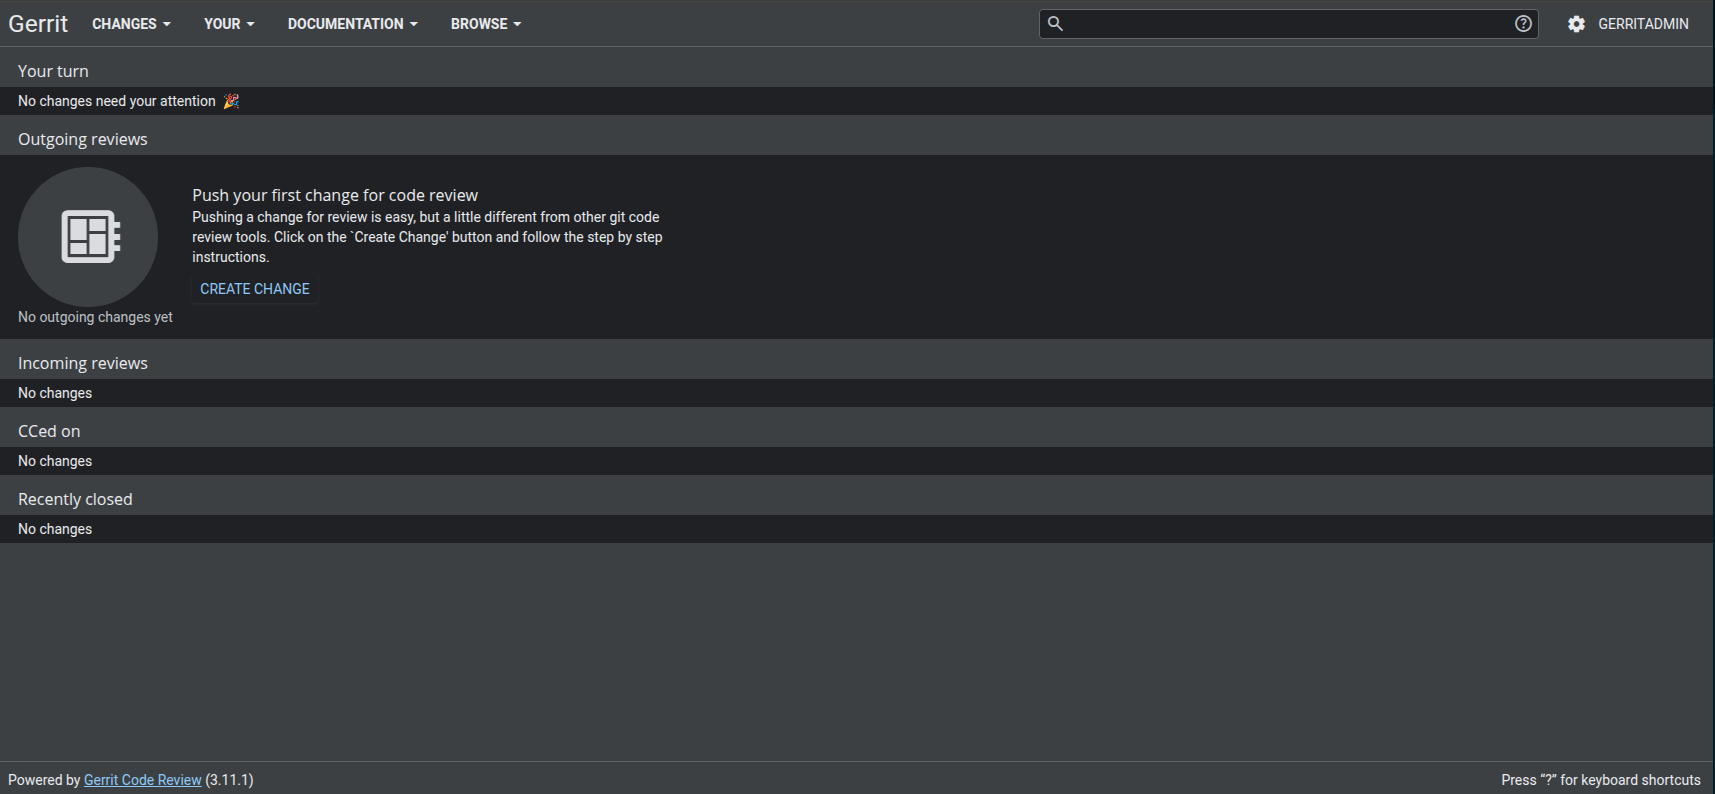 Gerrit CHANGES YOUR DOCUMENTATION BROWSE GERRITADMIN
Your turn
No changes need your attention 🎉
Outgoing reviews
Push your first change for code review
Pushing a change for review is easy, but a little different from other git code
review tools. Click on the `Create Change' button and follow the step by step
instructions.
CREATE CHANGE
No outgoing changes yet
Incoming reviews
No changes
CCed on
No changes
Recently closed
No changes
Powered by Gerrit Code Review (3.11.1) Press “?” for keyboard shortcuts